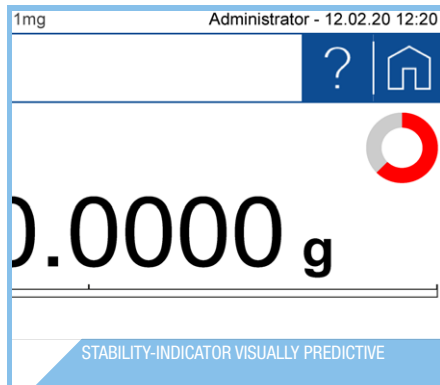 1mg Administrator - 12.02.20 12:20
?
0.0000 g
STABILITY-INDICATOR VISUALLY PREDICTIVE